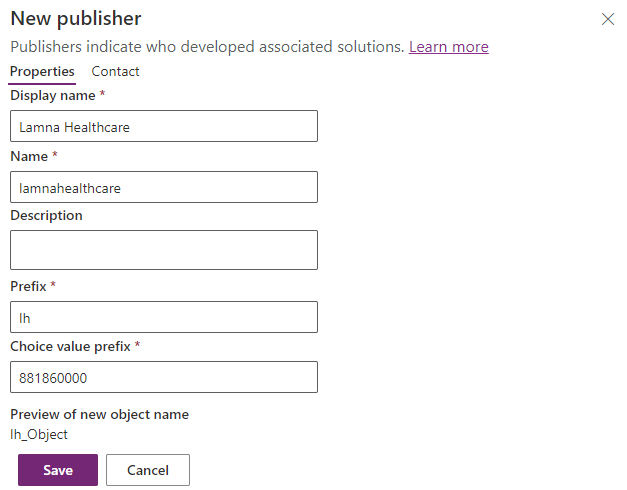 New publisher
Publishers indicate who developed associated solutions. Learn more
Properties Contact
Display name *
Lamna Healthcare
Name *
lamnahealthcare
Description
Prefix *
lh
Choice value prefix *
881860000
Preview of new object name
lh_Object
Save Cancel